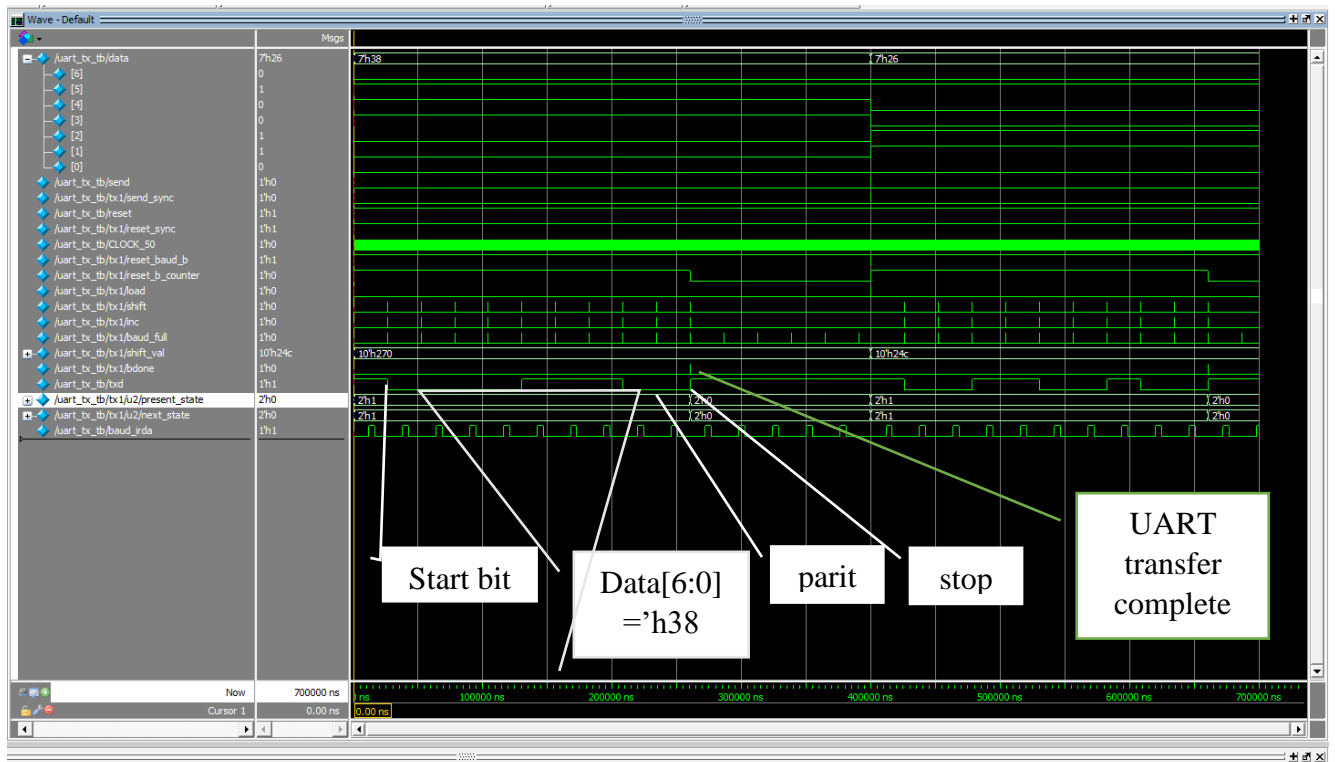 Wave - Default
Msgs
/uart_tx_tb/data 7'h26 7'h38 7'h26
[6] 0
[5] 1
[4] 0
[3] 0
[2] 1
[1] 1
[0] 0
/uart_tx_tb/send 1'h0
/uart_tx_tb/tx1/send_sync 1'h0
/uart_tx_tb/reset 1'h1
/uart_tx_tb/tx1/reset_sync 1'h1
/uart_tx_tb/CLOCK_50 1'h0
/uart_tx_tb/tx1/reset_baud_b 1'h1
/uart_tx_tb/tx1/reset_b_counter 1'h0
/uart_tx_tb/tx1/load 1'h0
/uart_tx_tb/tx1/shift 1'h0
/uart_tx_tb/tx1/inc 1'h0
/uart_tx_tb/tx1/baud_full 1'h0
/uart_tx_tb/tx1/shift_val 10'h24c 10'h270 10'h24c
/uart_tx_tb/tx1/bdone 1'h0
/uart_tx_tb/txd 1'h1
/uart_tx_tb/tx1/u2/present_state 2'h0 2'h1 2'h0 2'h1 2'h0
/uart_tx_tb/tx1/u2/next_state 2'h0 2'h1 2'h0 2'h1 2'h0
/uart_tx_tb/baud_irda 1'h1
Start bit
Data[6:0]
='h38
parit
stop
UART
transfer
complete
Now 700000 ns ns 100000 ns 200000 ns 300000 ns 400000 ns 500000 ns 600000 ns 700000 ns
Cursor 1 0.00 ns 0.00 ns